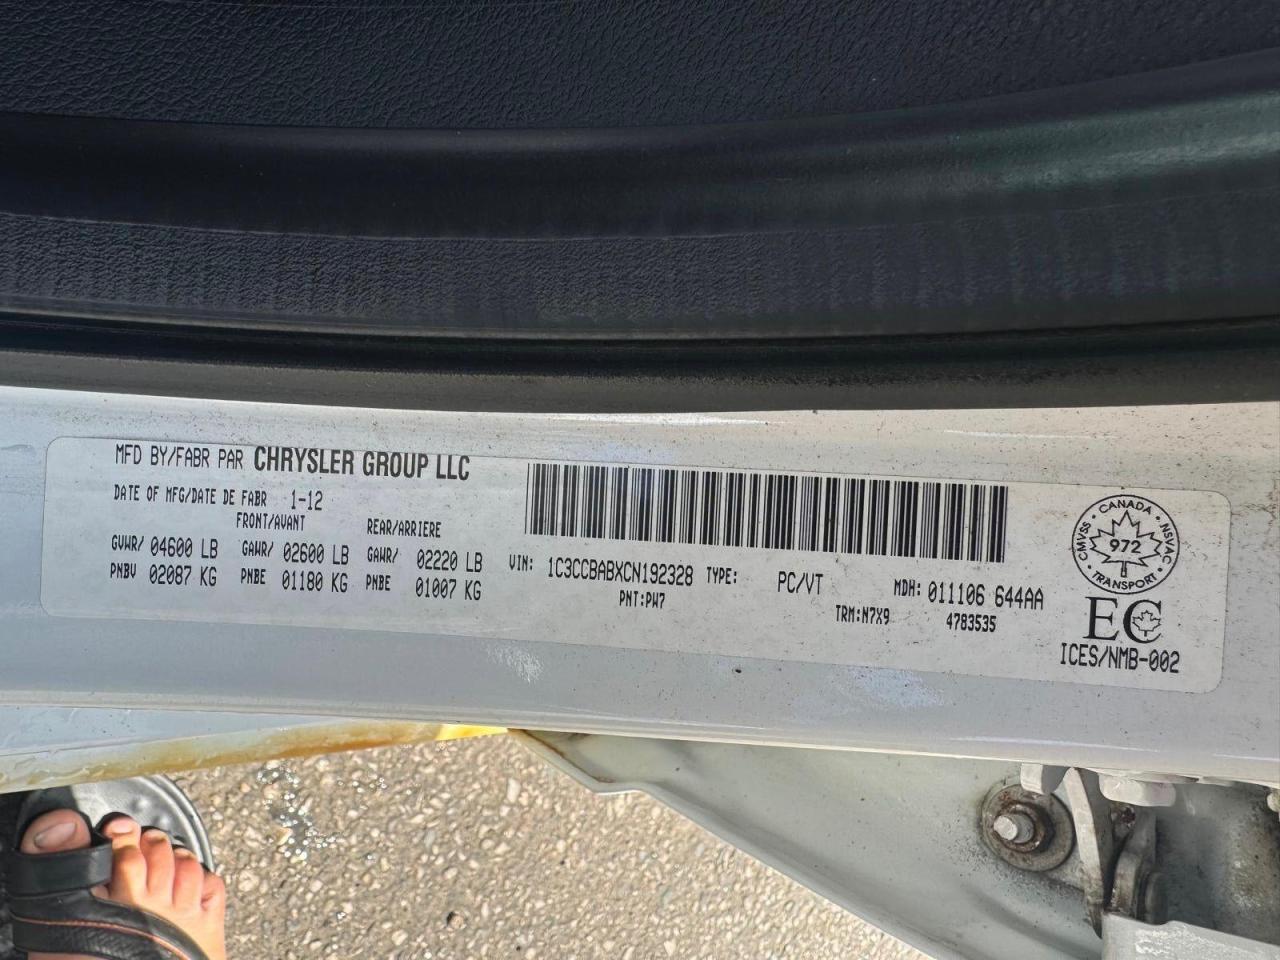 MFD BY/FABR PAR CHRYSLER GROUP LLC
DATE OF MFG/DATE DE FABR 1-12
FRONT/AVANT REAR/ARRIERE
GVWR/ 04600 LB GAWR/ 02600 LB GAWR/ 02220 LB
PNBV 02087 KG PNBE 01180 KG PNBE 01007 KG
VIN: 1C3CCBABXCN192328 TYPE: PC/VT MDH: 011106 644AA
PNT:PW7 TRM:N7X9 4783535
CANADA
CMVSS 972 NSVAC
TRANSPORT
EC
ICES/NMB-002